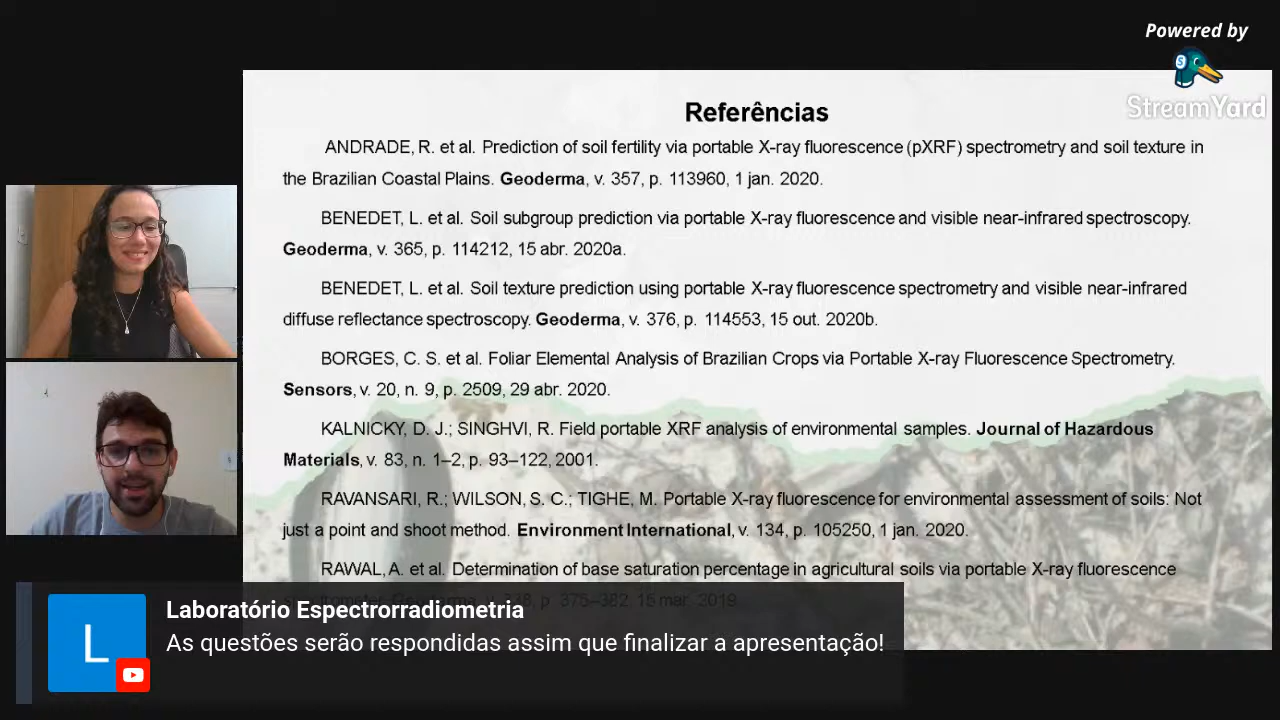 Powered by
StreamYard
Referências
ANDRADE, R. et al. Prediction of soil fertility via portable X-ray fluorescence (pXRF) spectrometry and soil texture in
the Brazilian Coastal Plains. Geoderma, v. 357, p. 113960, 1 jan. 2020.
BENEDET, L. et al. Soil subgroup prediction via portable X-ray fluorescence and visible near-infrared spectroscopy.
Geoderma, v. 365, p. 114212, 15 abr. 2020a.
BENEDET, L. et al. Soil texture prediction using portable X-ray fluorescence spectrometry and visible near-infrared
diffuse reflectance spectroscopy. Geoderma, v. 376, p. 114553, 15 out. 2020b.
BORGES, C. S. et al. Foliar Elemental Analysis of Brazilian Crops via Portable X-ray Fluorescence Spectrometry.
Sensors, v. 20, n. 9, p. 2509, 29 abr. 2020.
KALNICKY, D. J.; SINGHVI, R. Field portable XRF analysis of environmental samples. Journal of Hazardous
Materials, v. 83, n. 1–2, p. 93–122, 2001.
RAVANSARI, R.; WILSON, S. C.; TIGHE, M. Portable X-ray fluorescence for environmental assessment of soils: Not
just a point and shoot method. Environment International, v. 134, p. 105250, 1 jan. 2020.
RAWAL, A. et al. Determination of base saturation percentage in agricultural soils via portable X-ray fluorescence
spectrometer. Geoderma, v. 338, p. 375–382, 15 mar. 2019.
L
Laboratório Espectrorradiometria
As questões serão respondidas assim que finalizar a apresentação!